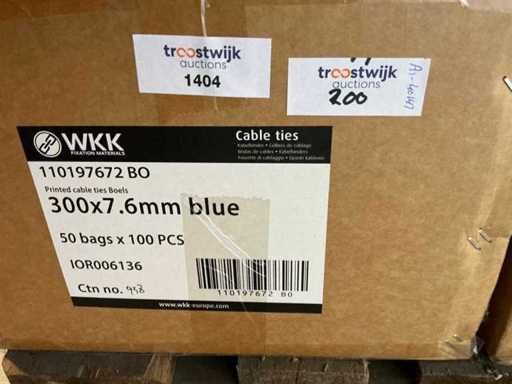 troostwijk
auctions
1404
troostwijk
auctions
200
WKK
FIXATION MATERIALS
Cable ties
110197672 BO
Printed cable ties Boels
300x7.6mm blue
50 bags x 100 PCS
IOR006136
Ctn no. 958
110197672 BO
www.wkk-europe.com